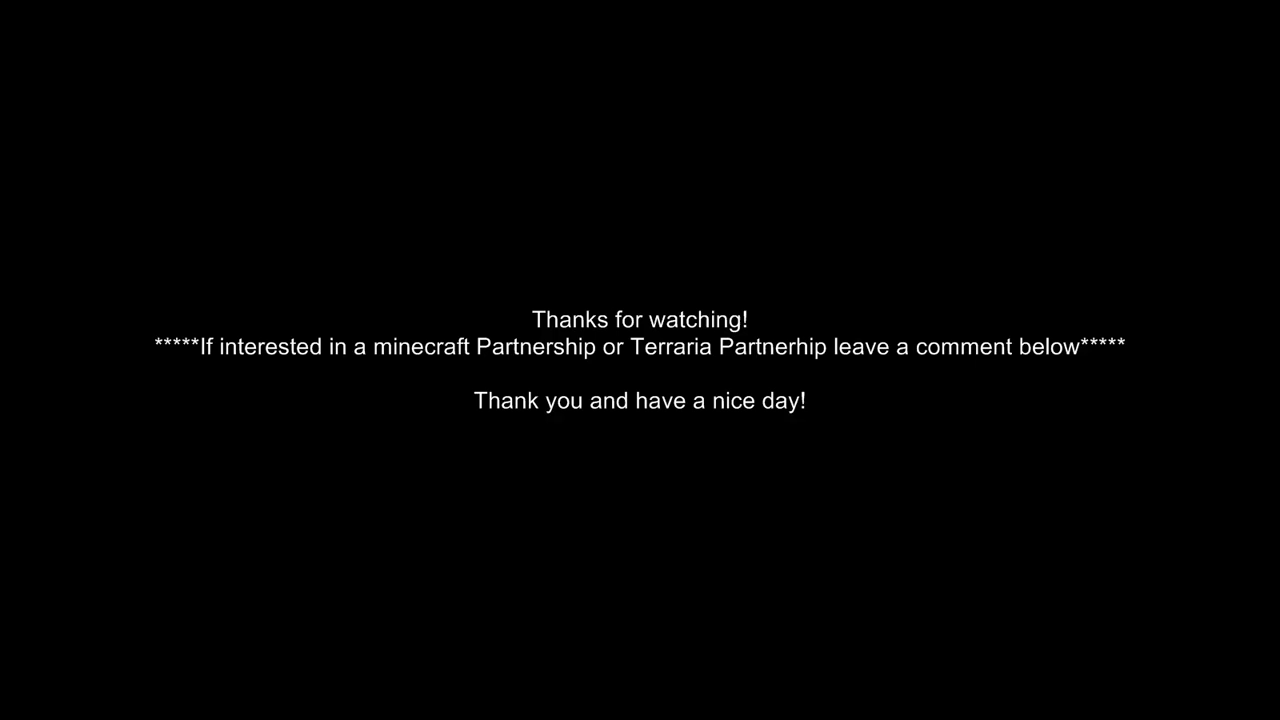 Thanks for watching!
*****If interested in a minecraft Partnership or Terraria Partnerhip leave a comment below*****
Thank you and have a nice day!